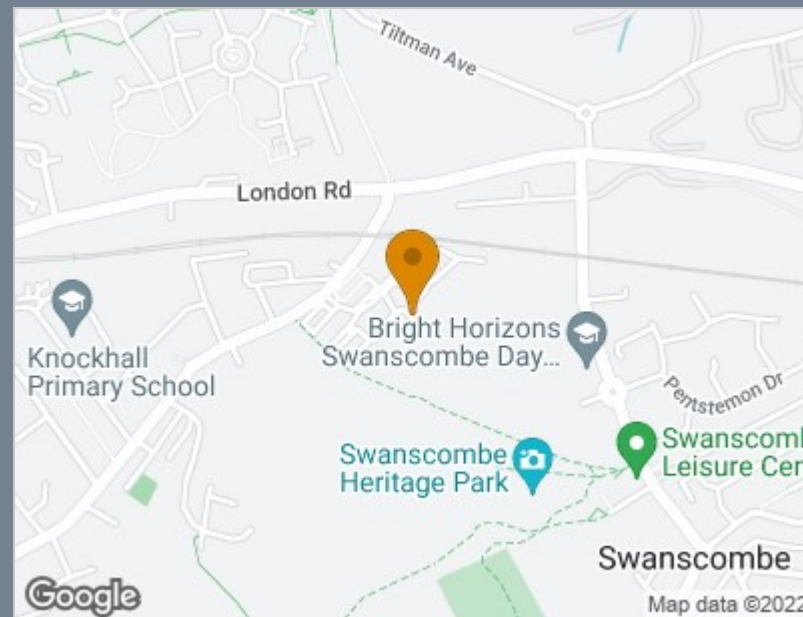 Tiltman Ave
London Rd
Bright Horizons
Swanscombe Day...
Knockhall
Primary School
Pentstemon Dr
Swanscomb
Leisure Cen
Swanscombe
Heritage Park
Swanscombe
Google
Map data ©2022